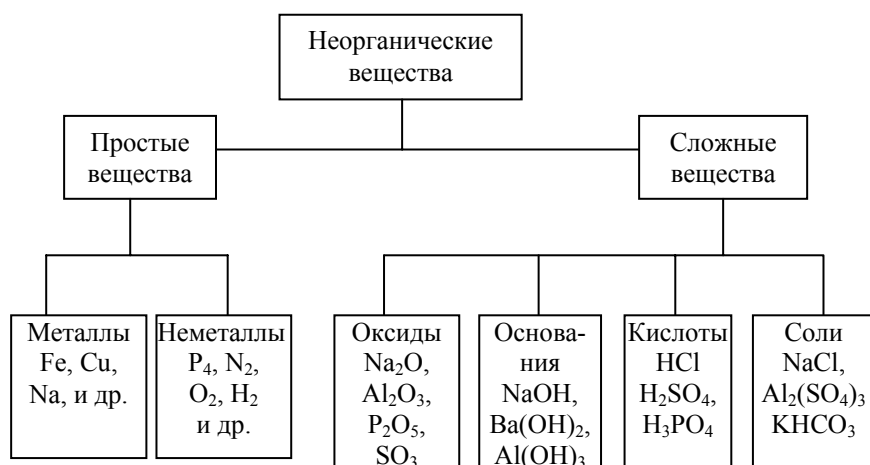 Неорганические
вещества
Простые
вещества
Сложные
вещества
Металлы
Fe, Cu,
Na, и др.
Неметаллы
P₄, N₂,
O₂, H₂
и др.
Оксиды
Na₂O,
Al₂O₃,
P₂O₅,
SO₃
Основа-
ния
NaOH,
Ba(OH)₂,
Al(OH)₃
Кислоты
HCl
H₂SO₄,
H₃PO₄
Соли
NaCl,
Al₂(SO₄)₃
KHCO₃